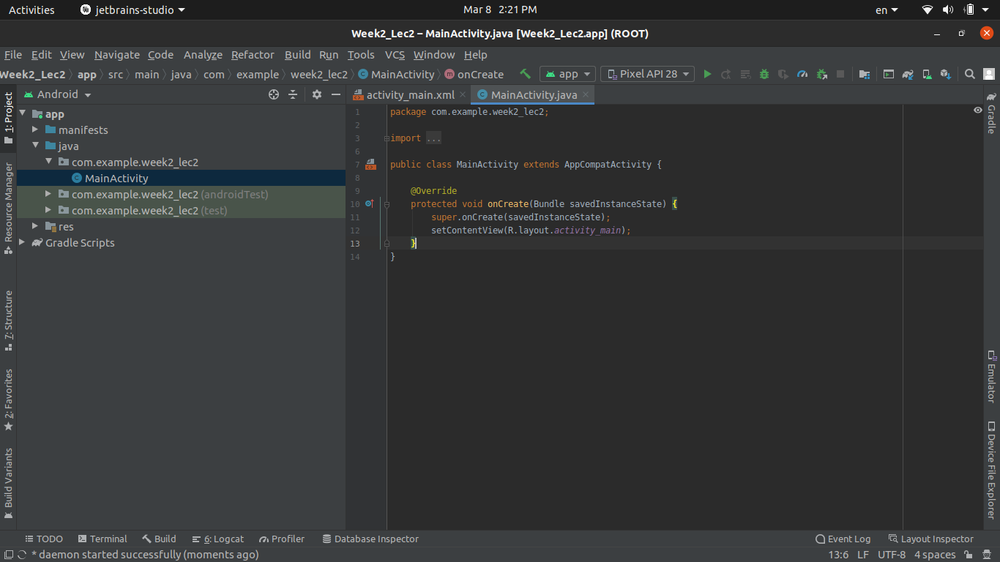 Activities jetbrains-studio Mar 8 2:21 PM en
Week2_Lec2 – MainActivity.java [Week2_Lec2.app] (ROOT)
File Edit View Navigate Code Analyze Refactor Build Run Tools VCS Window Help
Week2_Lec2 app src main java com example week2_lec2 MainActivity onCreate app Pixel API 28
1: Project
Resource Manager
7: Structure
2: Favorites
Build Variants
Android
app
manifests
java
com.example.week2_lec2
MainActivity
com.example.week2_lec2 (androidTest)
com.example.week2_lec2 (test)
res
Gradle Scripts
activity_main.xml MainActivity.java
1 package com.example.week2_lec2;
2
3 import ...
6
7 public class MainActivity extends AppCompatActivity {
8
9 @Override
10 protected void onCreate(Bundle savedInstanceState) {
11 super.onCreate(savedInstanceState);
12 setContentView(R.layout.activity_main);
13 }
14 }
Gradle
Emulator
Device File Explorer
TODO Terminal Build 6: Logcat Profiler Database Inspector Event Log Layout Inspector
* daemon started successfully (moments ago) 13:6 LF UTF-8 4 spaces